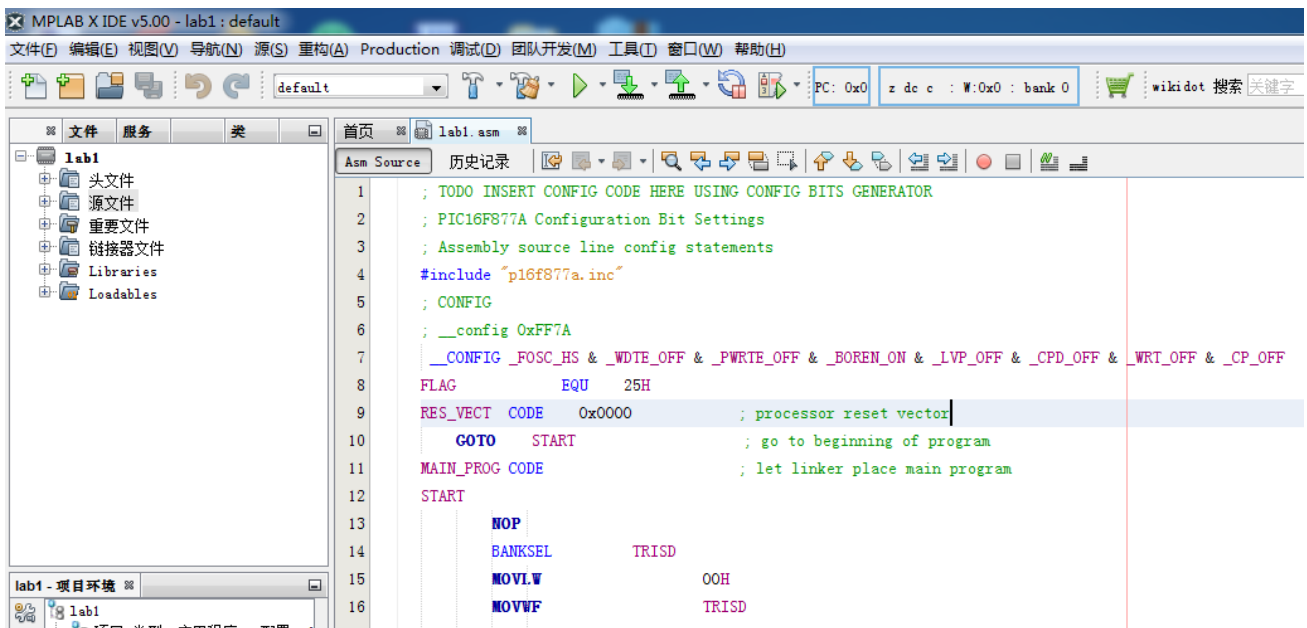 MPLAB X IDE v5.00 - lab1 : default
文件(F) 编辑(E) 视图(V) 导航(N) 源(S) 重构(A) Production 调试(D) 团队开发(M) 工具(T) 窗口(W) 帮助(H)
default PC: 0x0 z dc c : W:0x0 : bank 0 wikidot 搜索 关键字
文件 服务 类 首页 lab1.asm
lab1 Asm Source 历史记录
头文件
源文件
重要文件
链接器文件
Libraries
Loadables
1 ; TODO INSERT CONFIG CODE HERE USING CONFIG BITS GENERATOR
2 ; PIC16F877A Configuration Bit Settings
3 ; Assembly source line config statements
4 #include "p16f877a.inc"
5 ; CONFIG
6 ; __config 0xFF7A
7 __CONFIG _FOSC_HS & _WDTE_OFF & _PWRTE_OFF & _BOREN_ON & _LVP_OFF & _CPD_OFF & _WRT_OFF & _CP_OFF
8 FLAG EQU 25H
9 RES_VECT CODE 0x0000 ; processor reset vector
10 GOTO START ; go to beginning of program
11 MAIN_PROG CODE ; let linker place main program
12 START
13 NOP
14 BANKSEL TRISD
15 MOVLW 00H
16 MOVWF TRISD
lab1 - 项目环境
lab1